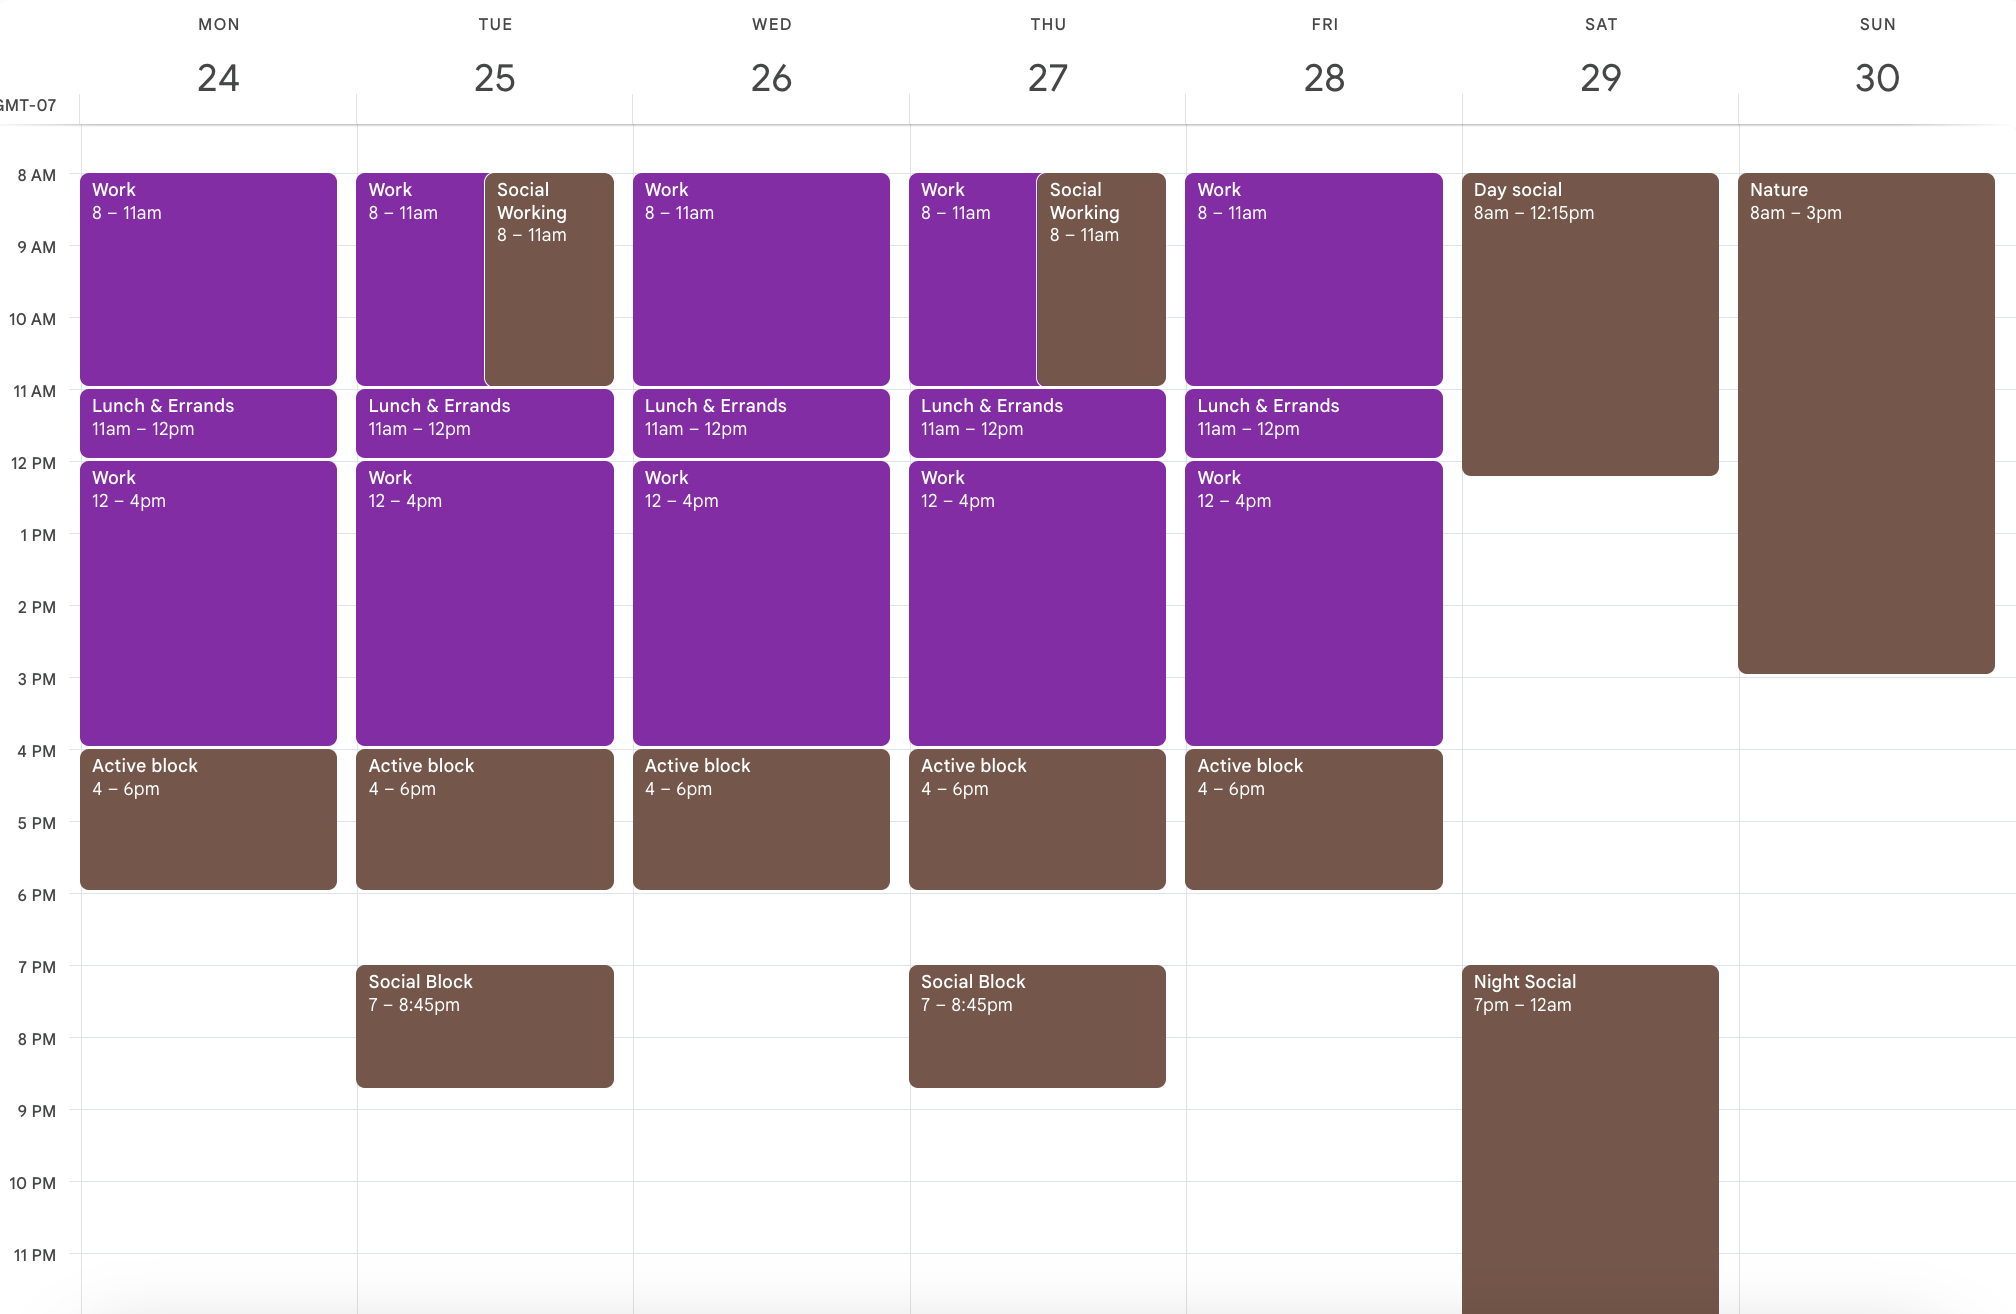 MON
TUE
WED
THU
FRI
SAT
SUN
24
25
26
27
28
29
30
GMT-07
8 AM
9 AM
10 AM
11 AM
12 PM
1 PM
2 PM
3 PM
4 PM
5 PM
6 PM
7 PM
8 PM
9 PM
10 PM
11 PM
Work
8 – 11am
Lunch & Errands
11am – 12pm
Work
12 – 4pm
Active block
4 – 6pm
Work
8 – 11am
Social
Working
8 – 11am
Lunch & Errands
11am – 12pm
Work
12 – 4pm
Active block
4 – 6pm
Social Block
7 – 8:45pm
Work
8 – 11am
Lunch & Errands
11am – 12pm
Work
12 – 4pm
Active block
4 – 6pm
Work
8 – 11am
Social
Working
8 – 11am
Lunch & Errands
11am – 12pm
Work
12 – 4pm
Active block
4 – 6pm
Social Block
7 – 8:45pm
Work
8 – 11am
Lunch & Errands
11am – 12pm
Work
12 – 4pm
Active block
4 – 6pm
Day social
8am – 12:15pm
Night Social
7pm – 12am
Nature
8am – 3pm